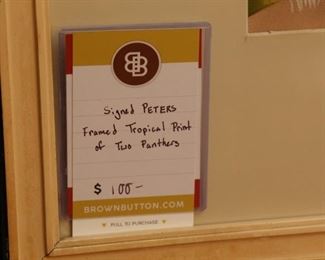 BB
Signed PETERS
Framed Tropical Print
of Two Panthers
$ 100-
BROWNBUTTON.COM
PULL TO PURCHASE